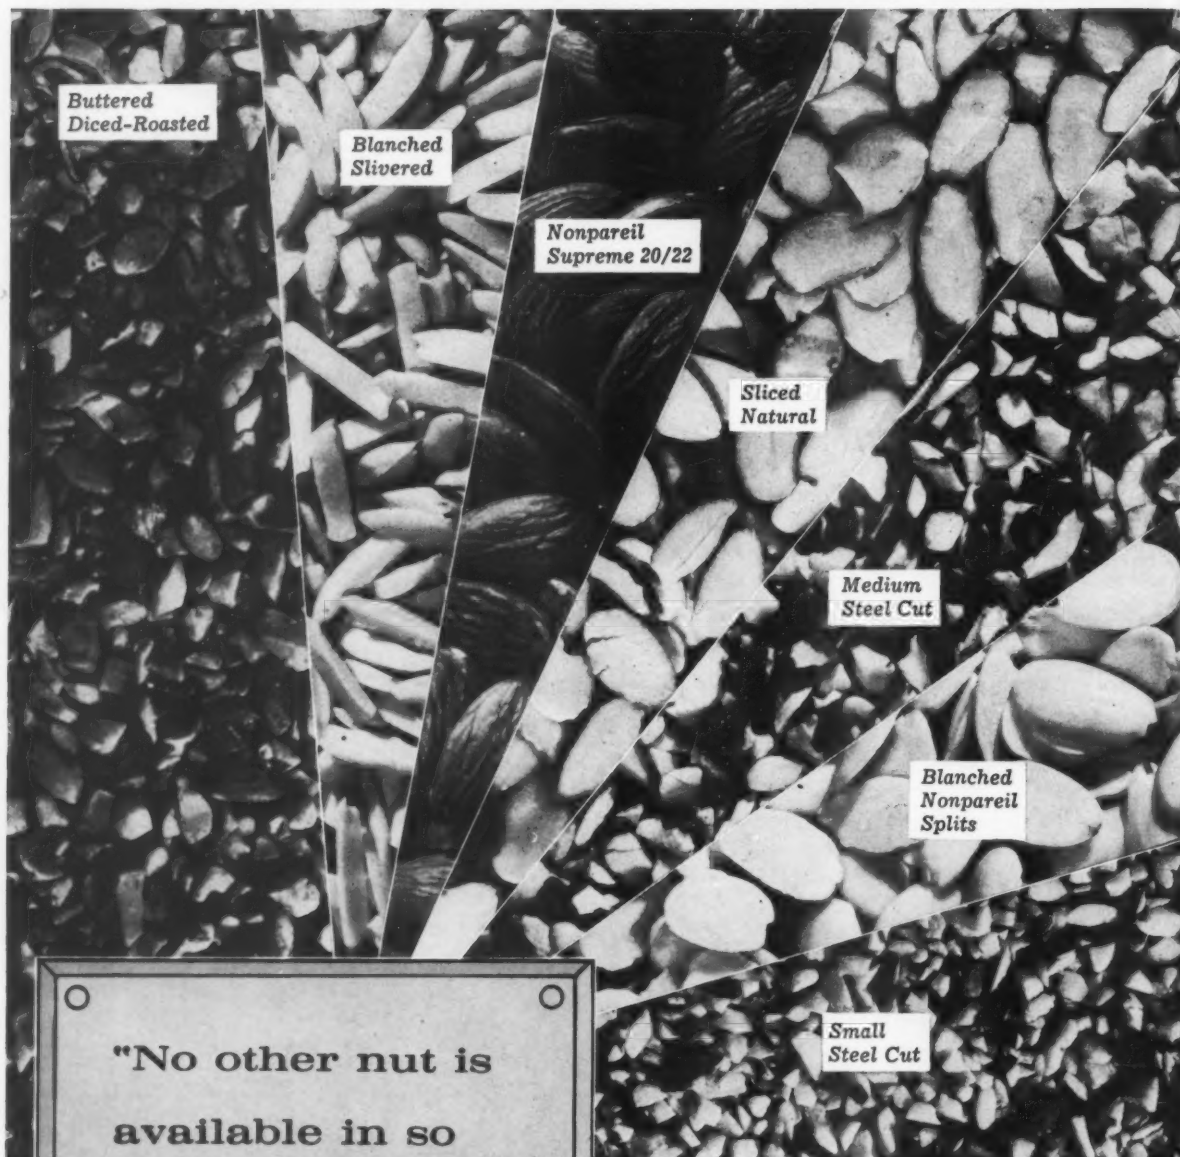 Buttered
Diced-Roasted
Blanched
Slivered
Nonpareil
Supreme 20/22
Sliced
Natural
Medium
Steel Cut
Blanched
Nonpareil
Splits
Small
Steel Cut
"No other nut is
available in so